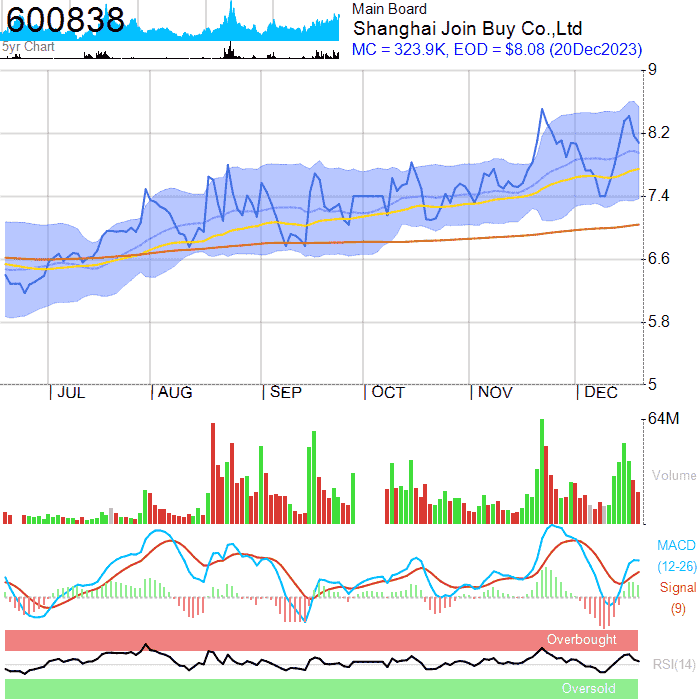 600838
5yr Chart
Main Board
Shanghai Join Buy Co.,Ltd
MC = 323.9K, EOD = $8.08 (20Dec2023)
9
8.2
7.4
6.6
5.8
5
JUL AUG SEP OCT NOV DEC
64M
Volume
MACD
(12-26)
Signal
(9)
Overbought
RSI(14)
Oversold